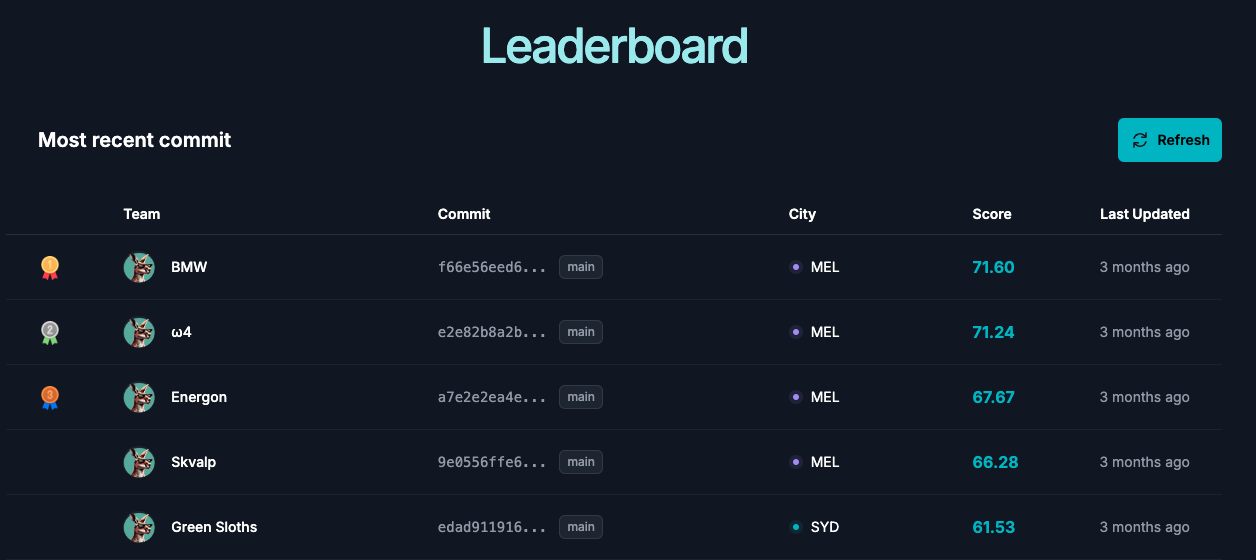 Leaderboard
Most recent commit
Refresh
Team Commit City Score Last Updated
1 BMW f66e56eed6... main MEL 71.60 3 months ago
2 ω4 e2e82b8a2b... main MEL 71.24 3 months ago
3 Energon a7e2e2ea4e... main MEL 67.67 3 months ago
Skvalp 9e0556ffe6... main MEL 66.28 3 months ago
Green Sloths edad911916... main SYD 61.53 3 months ago